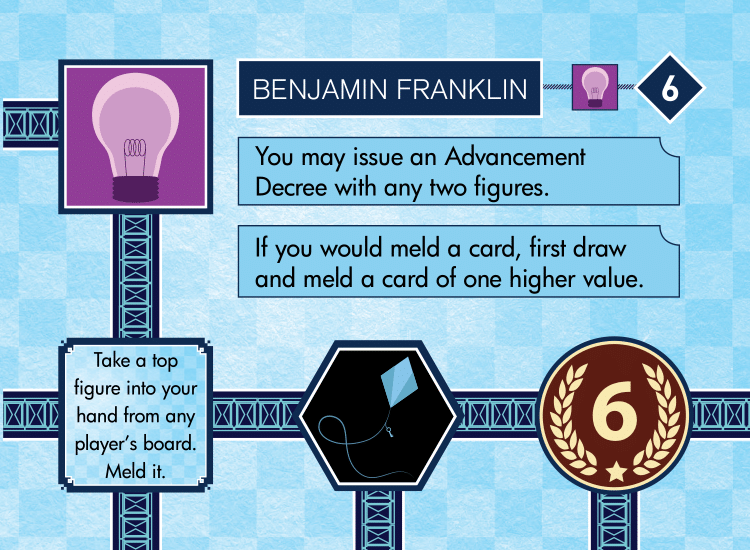 BENJAMIN FRANKLIN
6
You may issue an Advancement
Decree with any two figures.
If you would meld a card, first draw
and meld a card of one higher value.
Take a top
figure into your
hand from any
player's board.
Meld it.
6